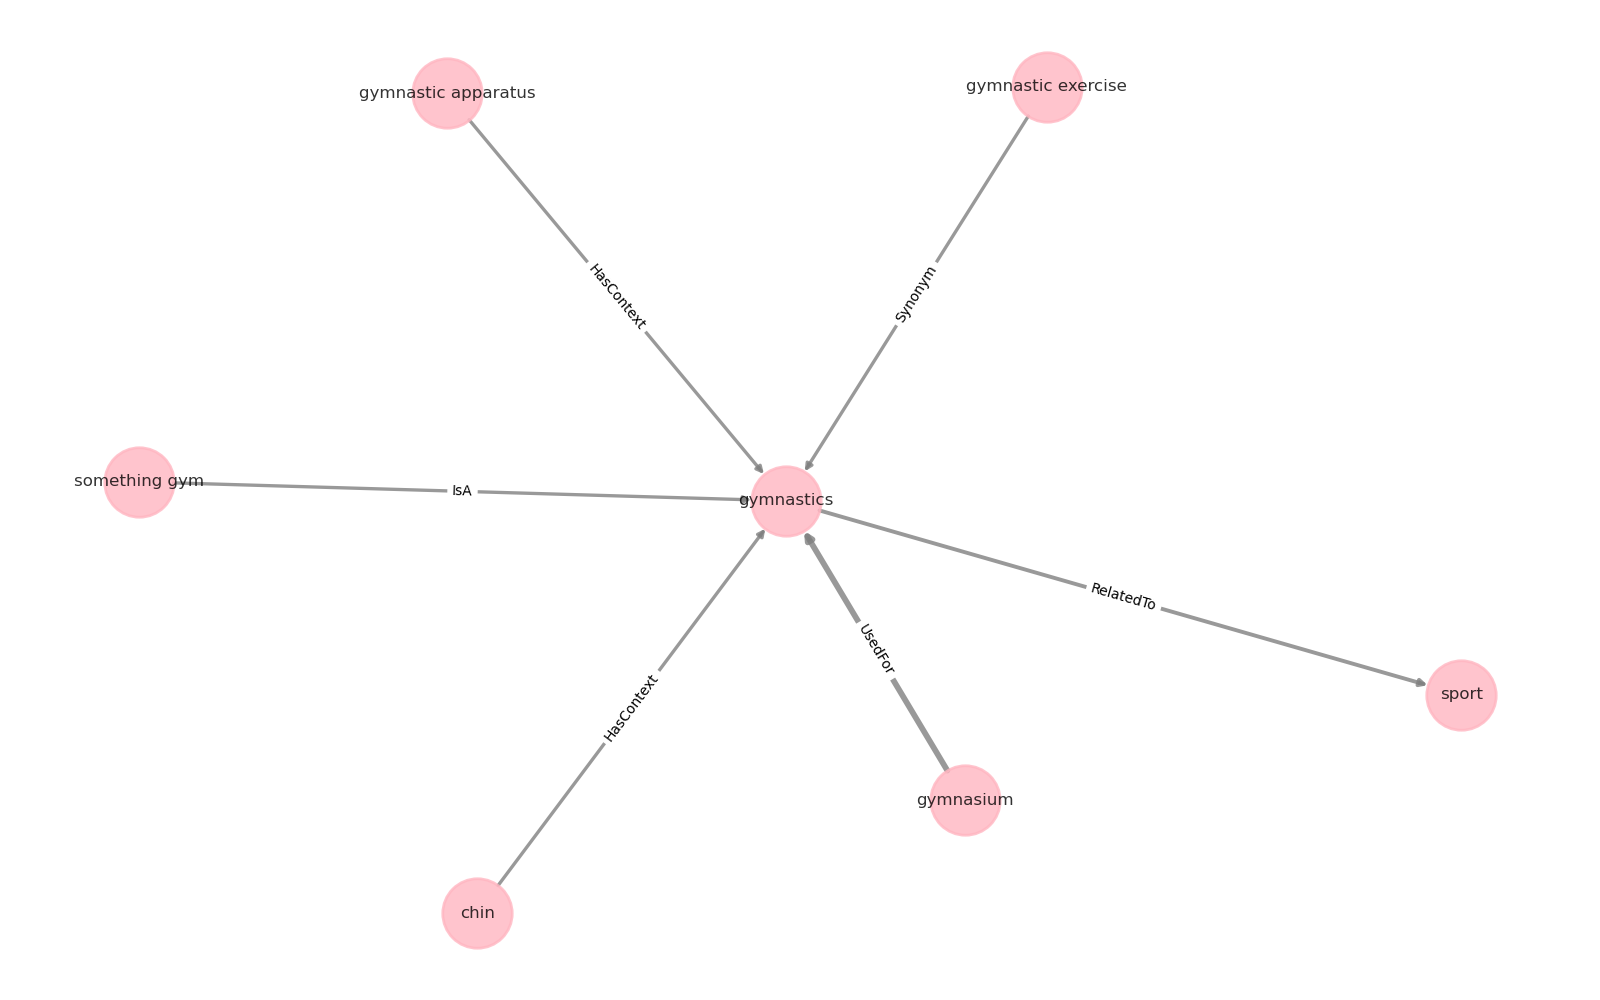 gymnastic apparatus
gymnastic exercise
HasContext
Synonym
something gym
IsA
gymnastics
RelatedTo
UsedFor
HasContext
sport
gymnasium
chin